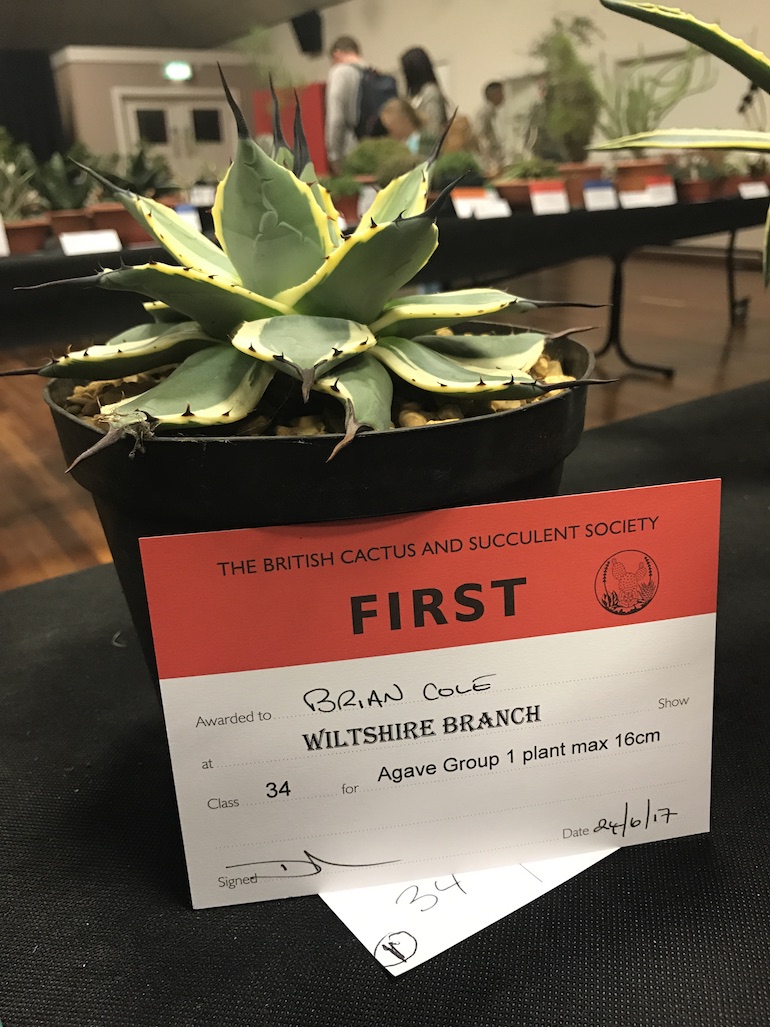 THE BRITISH CACTUS AND SUCCULENT SOCIETY
FIRST
Awarded to BRIAN COLE
at WILTSHIRE BRANCH Show
Class 34 for Agave Group 1 plant max 16cm
Signed Date 24/6/17
34